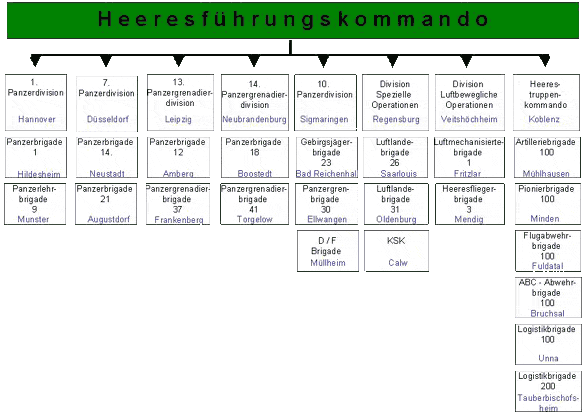 Heeresführungskommando
1.
Panzerdivision
Hannover
7.
Panzerdivision
Düsseldorf
13.
Panzergrenadier-
division
Leipzig
14.
Panzergrenadier-
division
Neubrandenburg
10.
Panzerdivision
Sigmaringen
Division
Spezielle
Operationen
Regensburg
Division
Luftbewegliche
Operationen
Veitshöchheim
Heeres-
truppen-
kommando
Koblenz
Panzerbrigade
1
Hildesheim
Panzerbrigade
14.
Neustadt
Panzerbrigade
12
Amberg
Panzerbrigade
18
Boostedt
Gebirgsjäger-
brigade
23
Bad Reichenhal
Luftlande-
brigade
26
Saarlouis
Luftmechanisierte-
brigade
1
Fritzlar
Artilleriebrigade
100
Mühlhausen
Panzerlehr-
brigade
9
Munster
Panzerbrigade
21
Augustdorf
Panzergrenadier-
brigade
37
Frankenberg
Panzergrenadier-
brigade
41
Torgelow
Panzergren-
brigade
30
Ellwangen
Luftlande-
brigade
31
Oldenburg
Heeresflieger-
brigade
3
Mendig
Pionierbrigade
100
Minden
D / F
Brigade
Müllheim
KSK
Calw
Flugabwehr-
brigade
100
Fuldatal
ABC - Abwehr-
brigade
100
Bruchsal
Logistikbrigade
100
Unna
Logistikbrigade
200
Tauberbischofs-
heim